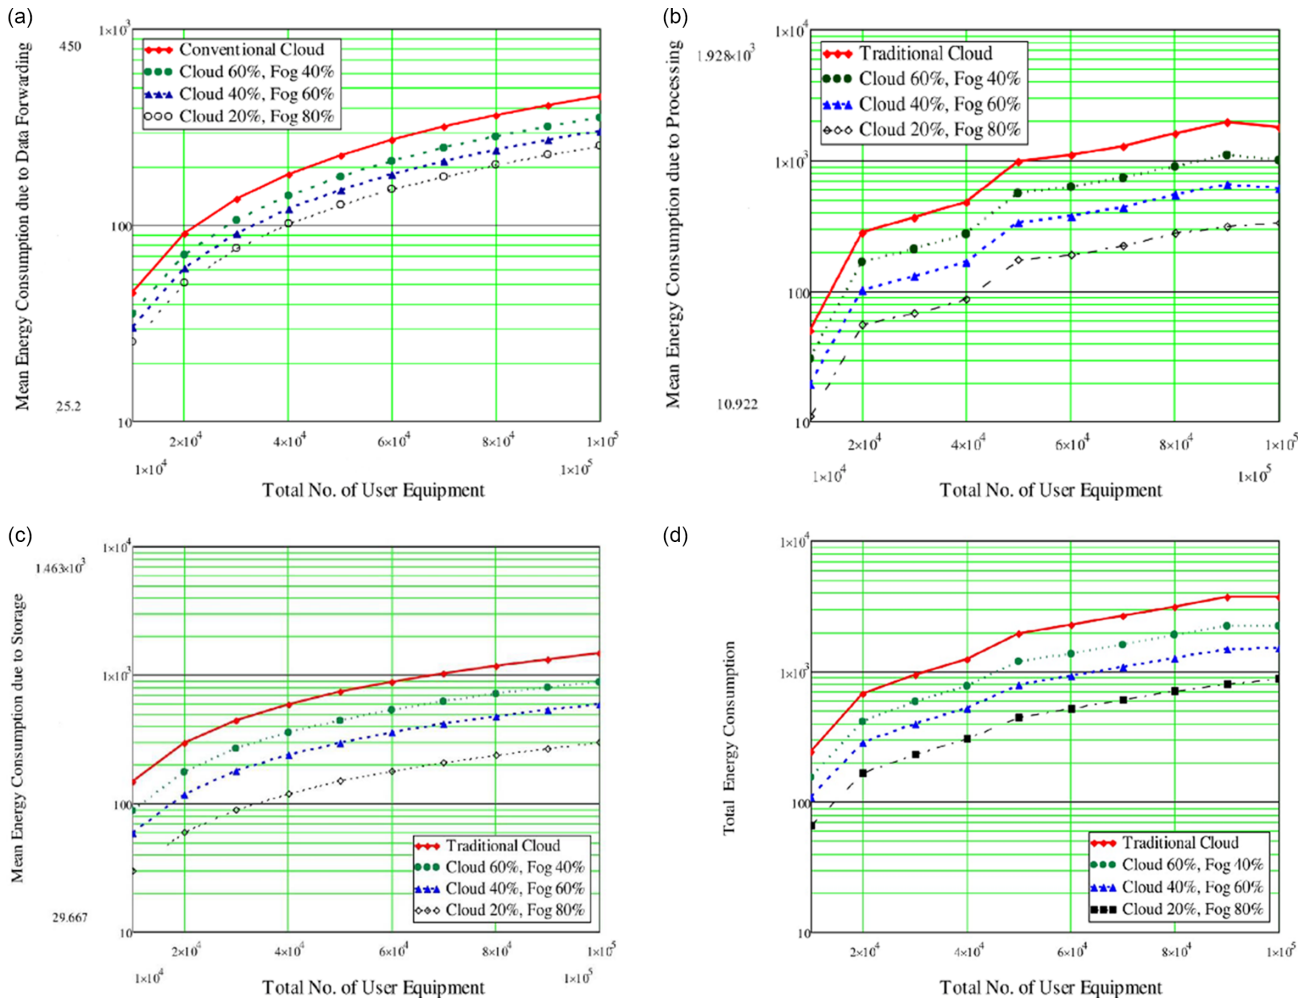 (a)
1×10³
450
Conventional Cloud
Cloud 60%, Fog 40%
Cloud 40%, Fog 60%
Cloud 20%, Fog 80%
Mean Energy Consumption due to Data Forwarding
100
25.2
10
2×10⁴ 4×10⁴ 6×10⁴ 8×10⁴ 1×10⁵
1×10⁴ 1×10⁵
Total No. of User Equipment
(b)
1×10⁴
1.928×10³
Traditional Cloud
Cloud 60%, Fog 40%
Cloud 40%, Fog 60%
Cloud 20%, Fog 80%
Mean Energy Consumption due to Processing
1×10³
100
10.922
10
2×10⁴ 4×10⁴ 6×10⁴ 8×10⁴ 1×10⁵
1×10⁴ 1×10⁵
Total No. of User Equipment
(c)
1×10⁴
1.463×10³
Mean Energy Consumption due to Storage
1×10³
100
Traditional Cloud
Cloud 60%, Fog 40%
Cloud 40%, Fog 60%
Cloud 20%, Fog 80%
29.667
10
2×10⁴ 4×10⁴ 6×10⁴ 8×10⁴ 1×10⁵
1×10⁴ 1×10⁵
Total No. of User Equipment
(d)
1×10⁴
Total Energy Consumption
1×10³
100
Traditional Cloud
Cloud 60%, Fog 40%
Cloud 40%, Fog 60%
Cloud 20%, Fog 80%
10
2×10⁴ 4×10⁴ 6×10⁴ 8×10⁴ 1×10⁵
Total No. of User Equipment